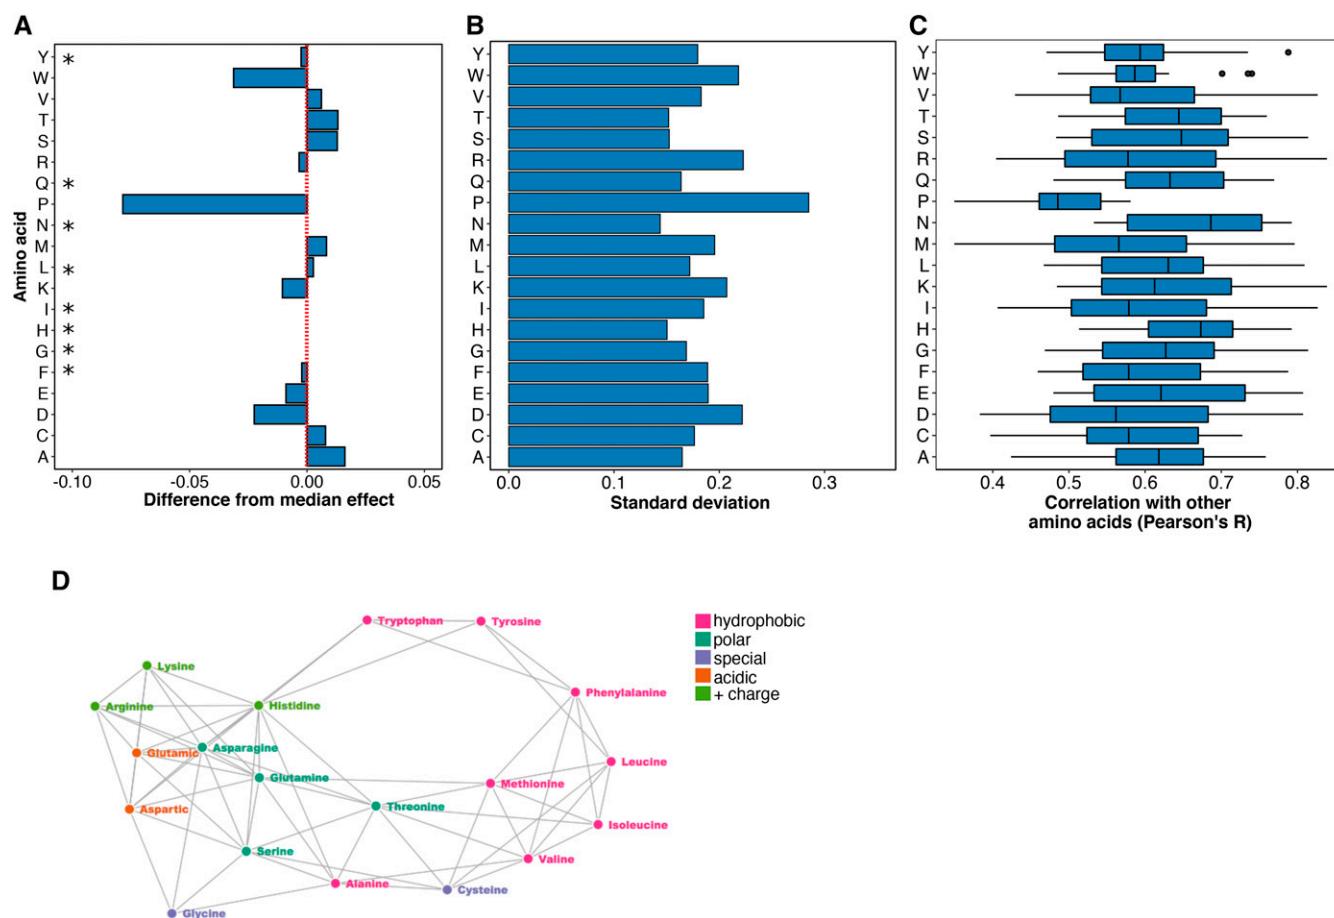 A
B
C
Amino acid
Y *
W
V
T
S
R
Q *
P
N *
M
L *
K
I *
H *
G *
F *
E
D
C
A
-0.10 -0.05 0.00 0.05
Difference from median effect
Y
W
V
T
S
R
Q
P
N
M
L
K
I
H
G
F
E
D
C
A
0.0 0.1 0.2 0.3
Standard deviation
Y
W
V
T
S
R
Q
P
N
M
L
K
I
H
G
F
E
D
C
A
0.4 0.5 0.6 0.7 0.8
Correlation with other
amino acids (Pearson's R)
D
Tryptophan
Tyrosine
Lysine
Phenylalanine
Arginine
Histidine
Asparagine
Glutamic
Leucine
Glutamine
Methionine
Aspartic
Threonine
Isoleucine
Serine
Valine
Alanine
Cysteine
Glycine
hydrophobic
polar
special
acidic
+ charge